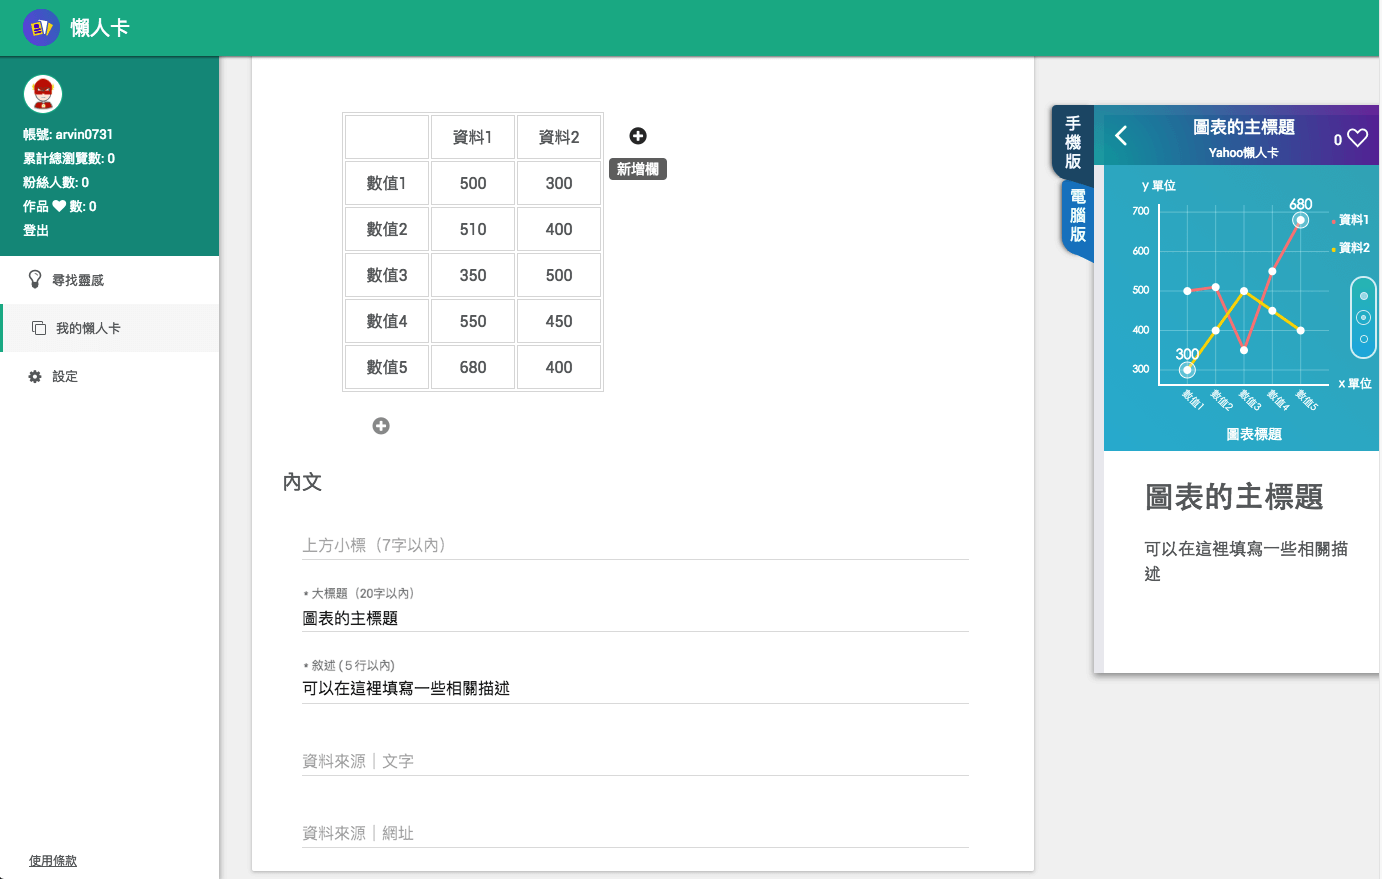 懶人卡
帳號: arvin0731
累計總瀏覽數: 0
粉絲人數: 0
作品 ♥ 數: 0
登出
尋找靈感
我的懶人卡
設定
使用條款
資料1 資料2
數值1 500 300
數值2 510 400
數值3 350 500
數值4 550 450
數值5 680 400
新增欄
內文
上方小標（7字以內）
* 大標題（20字以內）
圖表的主標題
* 敘述 (５行以內)
可以在這裡填寫一些相關描述
資料來源｜文字
資料來源｜網址
手機版
電腦版
圖表的主標題
Yahoo懶人卡
0
y 單位
700
600
500
400
300
680
300
資料1
資料2
x 單位
數值1 數值2 數值3 數值4 數值5
圖表標題
圖表的主標題
可以在這裡填寫一些相關描
述